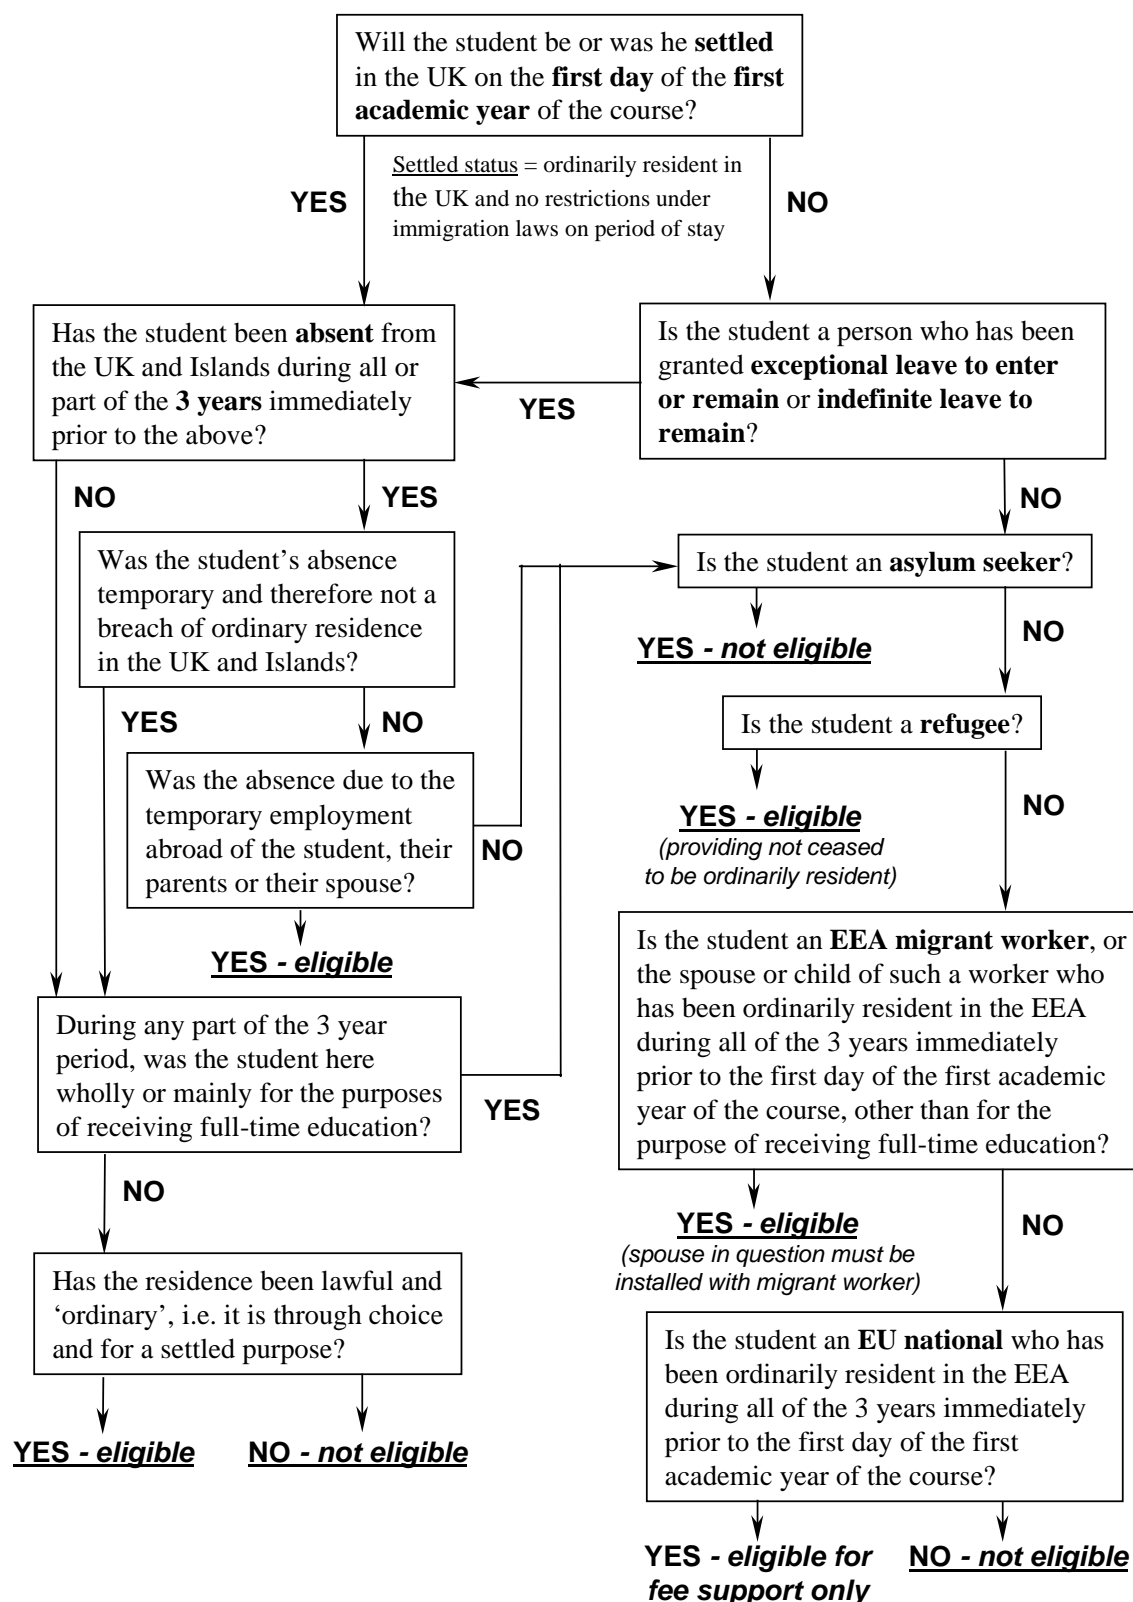 Will the student be or was he settled
in the UK on the first day of the first
academic year of the course?
Settled status = ordinarily resident in
the UK and no restrictions under
immigration laws on period of stay
YES
NO
Has the student been absent from
the UK and Islands during all or
part of the 3 years immediately
prior to the above?
YES
Is the student a person who has been
granted exceptional leave to enter
or remain or indefinite leave to
remain?
NO
YES
NO
Was the student’s absence
temporary and therefore not a
breach of ordinary residence
in the UK and Islands?
Is the student an asylum seeker?
YES - not eligible
NO
YES
NO
Is the student a refugee?
Was the absence due to the
temporary employment
abroad of the student, their
parents or their spouse?
NO
YES - eligible
(providing not ceased
to be ordinarily resident)
NO
YES - eligible
Is the student an EEA migrant worker, or
the spouse or child of such a worker who
has been ordinarily resident in the EEA
during all of the 3 years immediately
prior to the first day of the first academic
year of the course, other than for the
purpose of receiving full-time education?
During any part of the 3 year
period, was the student here
wholly or mainly for the purposes
of receiving full-time education?
YES
NO
YES - eligible
(spouse in question must be
installed with migrant worker)
NO
Has the residence been lawful and
‘ordinary’, i.e. it is through choice
and for a settled purpose?
Is the student an EU national who has
been ordinarily resident in the EEA
during all of the 3 years immediately
prior to the first day of the first
academic year of the course?
YES - eligible
NO - not eligible
YES - eligible for
fee support only
NO - not eligible